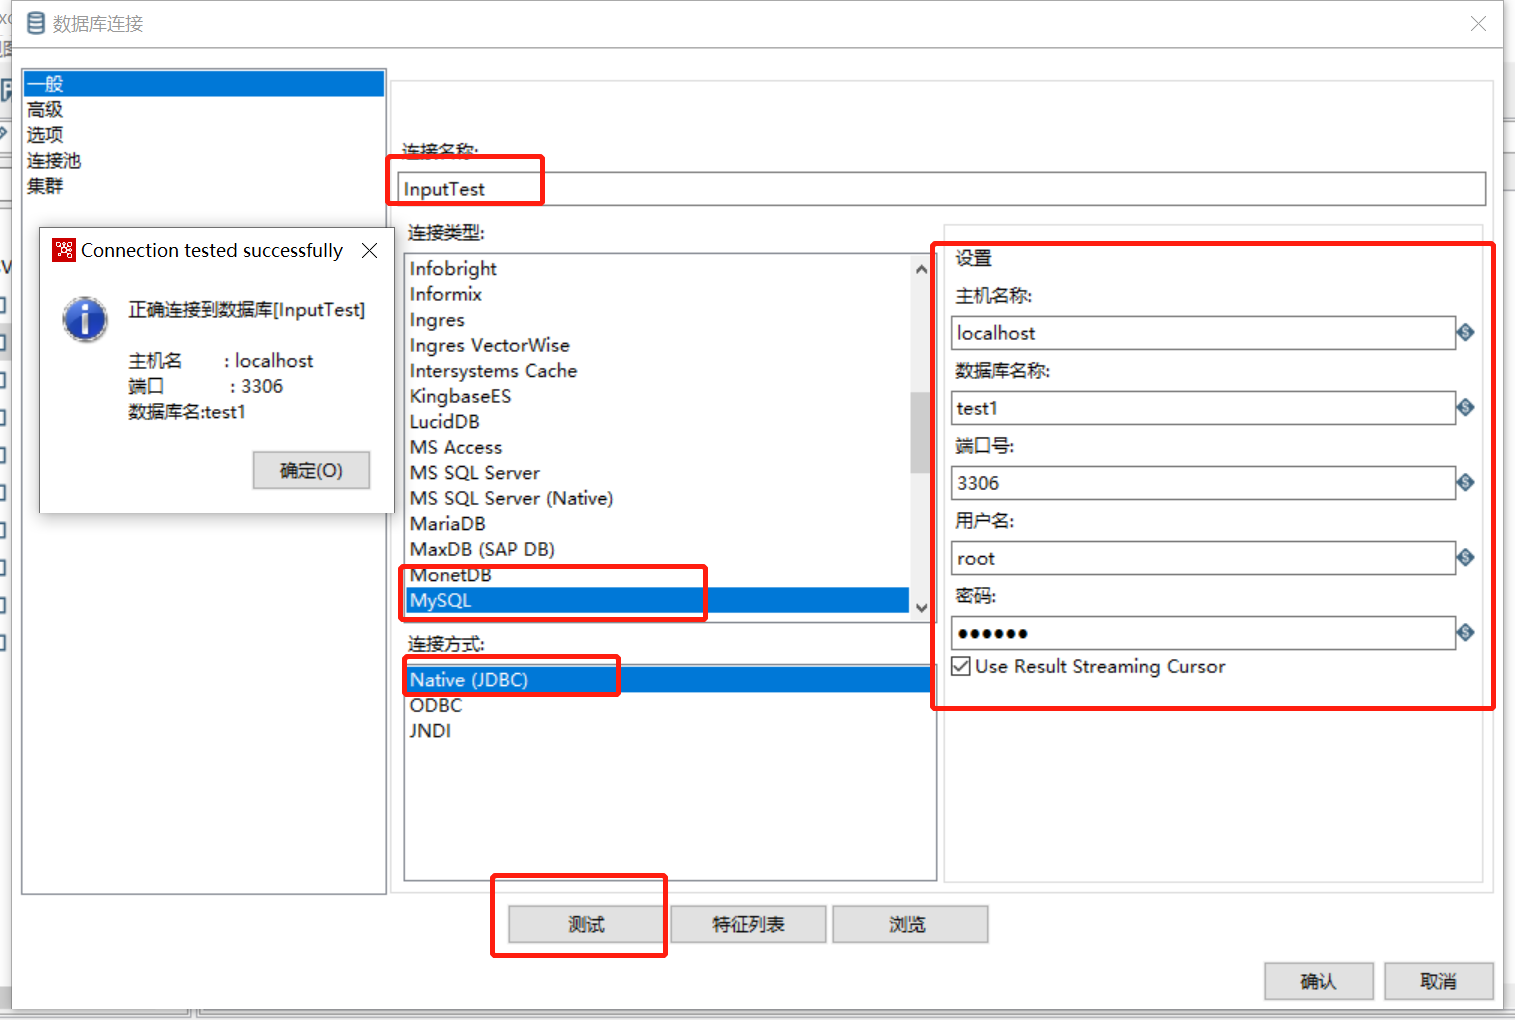 数据库连接
一般
高级
选项
连接池
集群
连接名称:
InputTest
连接类型:
Infobright
Informix
Ingres
Ingres VectorWise
Intersystems Cache
KingbaseES
LucidDB
MS Access
MS SQL Server
MS SQL Server (Native)
MariaDB
MaxDB (SAP DB)
MonetDB
MySQL
连接方式:
Native (JDBC)
ODBC
JNDI
设置
主机名称:
localhost
数据库名称:
test1
端口号:
3306
用户名:
root
密码:
●●●●●●
Use Result Streaming Cursor
Connection tested successfully
正确连接到数据库[InputTest]
主机名 : localhost
端口 : 3306
数据库名:test1
确定(O)
测试
特征列表
浏览
确认
取消